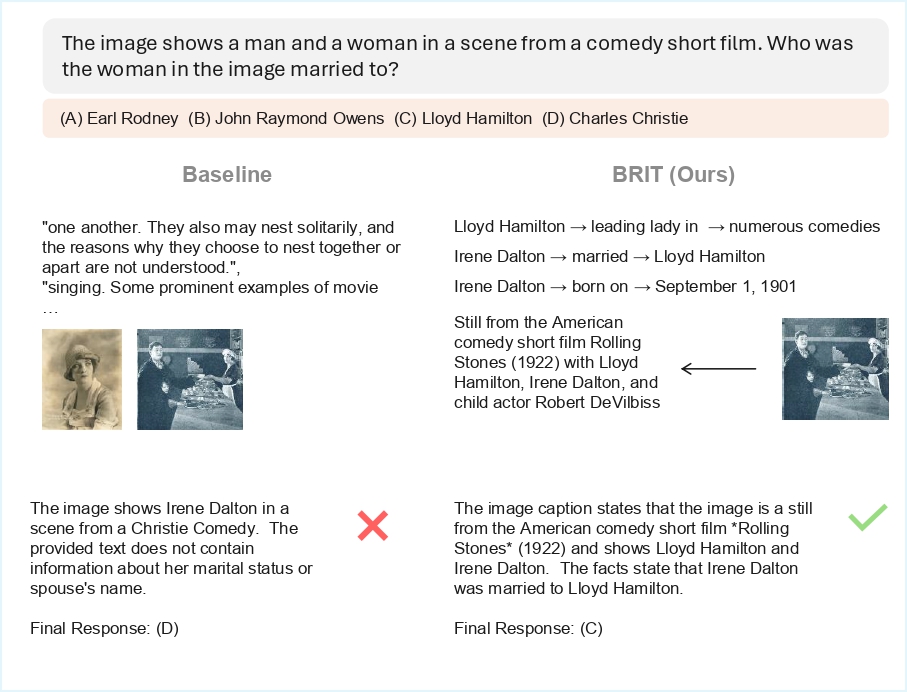 The image shows a man and a woman in a scene from a comedy short film. Who was
the woman in the image married to?
(A) Earl Rodney (B) John Raymond Owens (C) Lloyd Hamilton (D) Charles Christie
Baseline
"one another. They also may nest solitarily, and
the reasons why they choose to nest together or
apart are not understood.",
"singing. Some prominent examples of movie
...
The image shows Irene Dalton in a
scene from a Christie Comedy. The
provided text does not contain
information about her marital status or
spouse's name.
Final Response: (D)
BRIT (Ours)
Lloyd Hamilton → leading lady in → numerous comedies
Irene Dalton → married → Lloyd Hamilton
Irene Dalton → born on → September 1, 1901
Still from the American
comedy short film Rolling
Stones (1922) with Lloyd
Hamilton, Irene Dalton, and
child actor Robert DeVilbiss
The image caption states that the image is a still
from the American comedy short film *Rolling
Stones* (1922) and shows Lloyd Hamilton and
Irene Dalton. The facts state that Irene Dalton
was married to Lloyd Hamilton.
Final Response: (C)